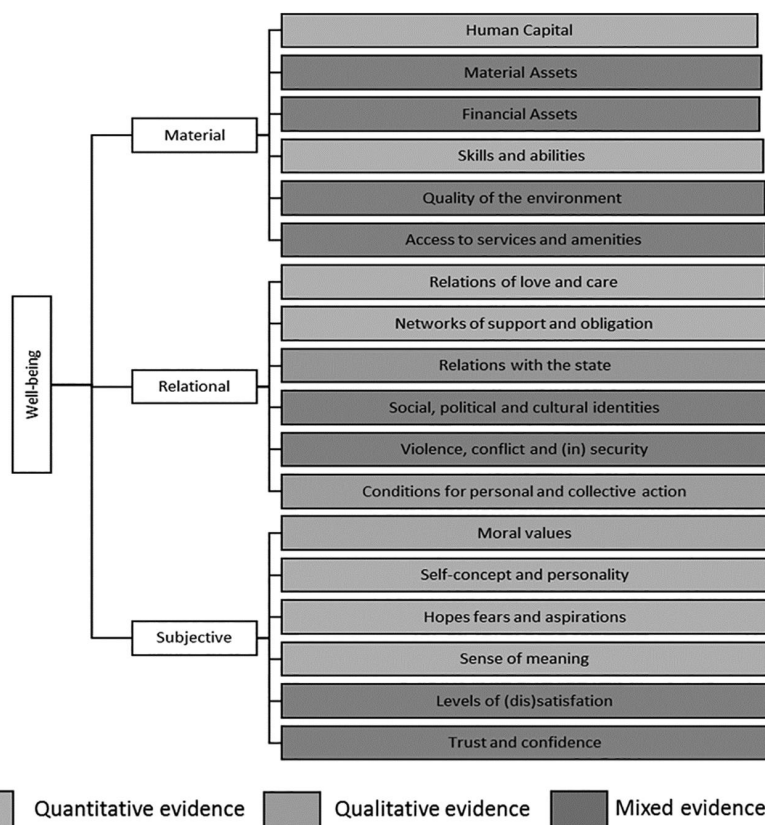 Human Capital
Material Assets
Financial Assets
Material
Skills and abilities
Quality of the environment
Access to services and amenities
Relations of love and care
Networks of support and obligation
Well-being
Relations with the state
Relational
Social, political and cultural identities
Violence, conflict and (in) security
Conditions for personal and collective action
Moral values
Self-concept and personality
Hopes fears and aspirations
Subjective
Sense of meaning
Levels of (dis)satisfation
Trust and confidence
Quantitative evidence Qualitative evidence Mixed evidence